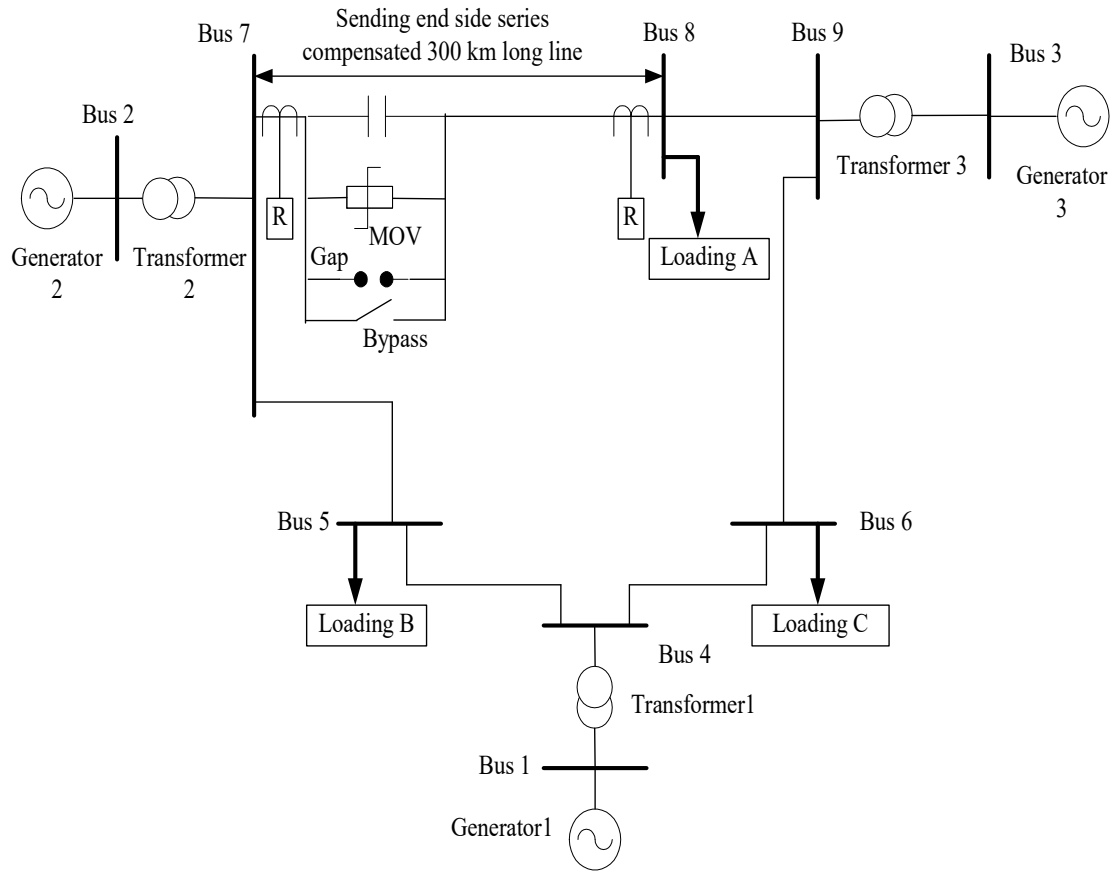 Sending end side series
compensated 300 km long line
Bus 7
Bus 8
Bus 9
Bus 3
Bus 2
Transformer 3
Generator
3
R
R
MOV
Loading A
Generator
2
Transformer
2
Gap
Bypass
Bus 5
Bus 6
Loading B
Loading C
Bus 4
Transformer1
Bus 1
Generator1